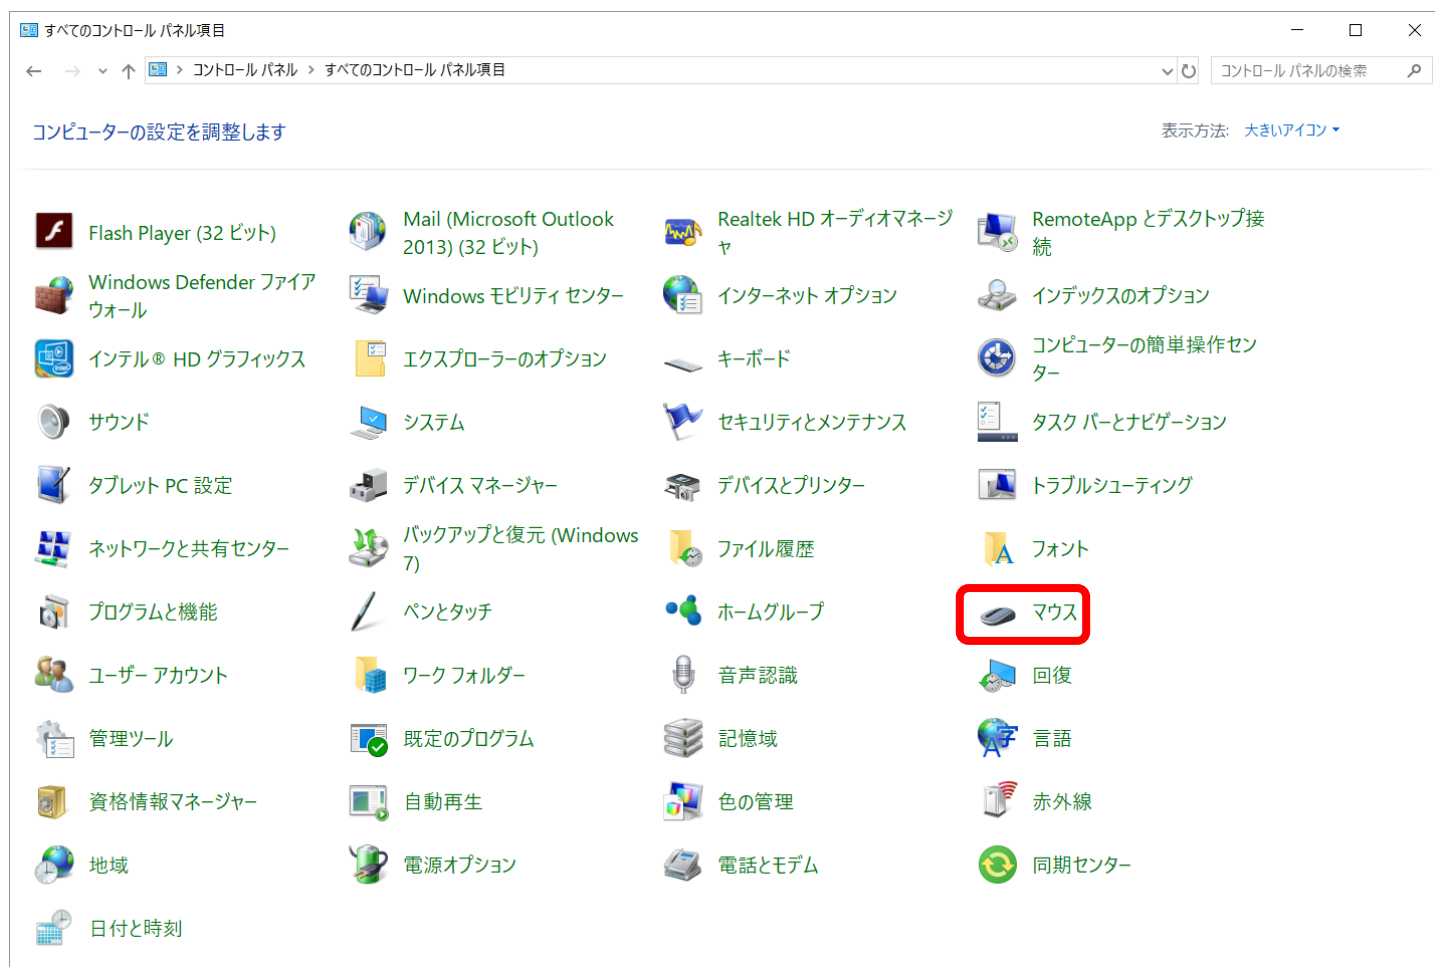 すべてのコントロール パネル項目
コントロール パネル › すべてのコントロール パネル項目
コントロール パネルの検索
コンピューターの設定を調整します
表示方法: 大きいアイコン
Flash Player (32 ビット)
Mail (Microsoft Outlook
2013) (32 ビット)
Realtek HD オーディオマネージ
ャ
RemoteApp とデスクトップ接
続
Windows Defender ファイア
ウォール
Windows モビリティ センター
インターネット オプション
インデックスのオプション
インテル® HD グラフィックス
エクスプローラーのオプション
キーボード
コンピューターの簡単操作セン
ター
サウンド
システム
セキュリティとメンテナンス
タスク バーとナビゲーション
タブレット PC 設定
デバイス マネージャー
デバイスとプリンター
トラブルシューティング
ネットワークと共有センター
バックアップと復元 (Windows
7)
ファイル履歴
フォント
プログラムと機能
ペンとタッチ
ホームグループ
マウス
ユーザー アカウント
ワーク フォルダー
音声認識
回復
管理ツール
既定のプログラム
記憶域
言語
資格情報マネージャー
自動再生
色の管理
赤外線
地域
電源オプション
電話とモデム
同期センター
日付と時刻